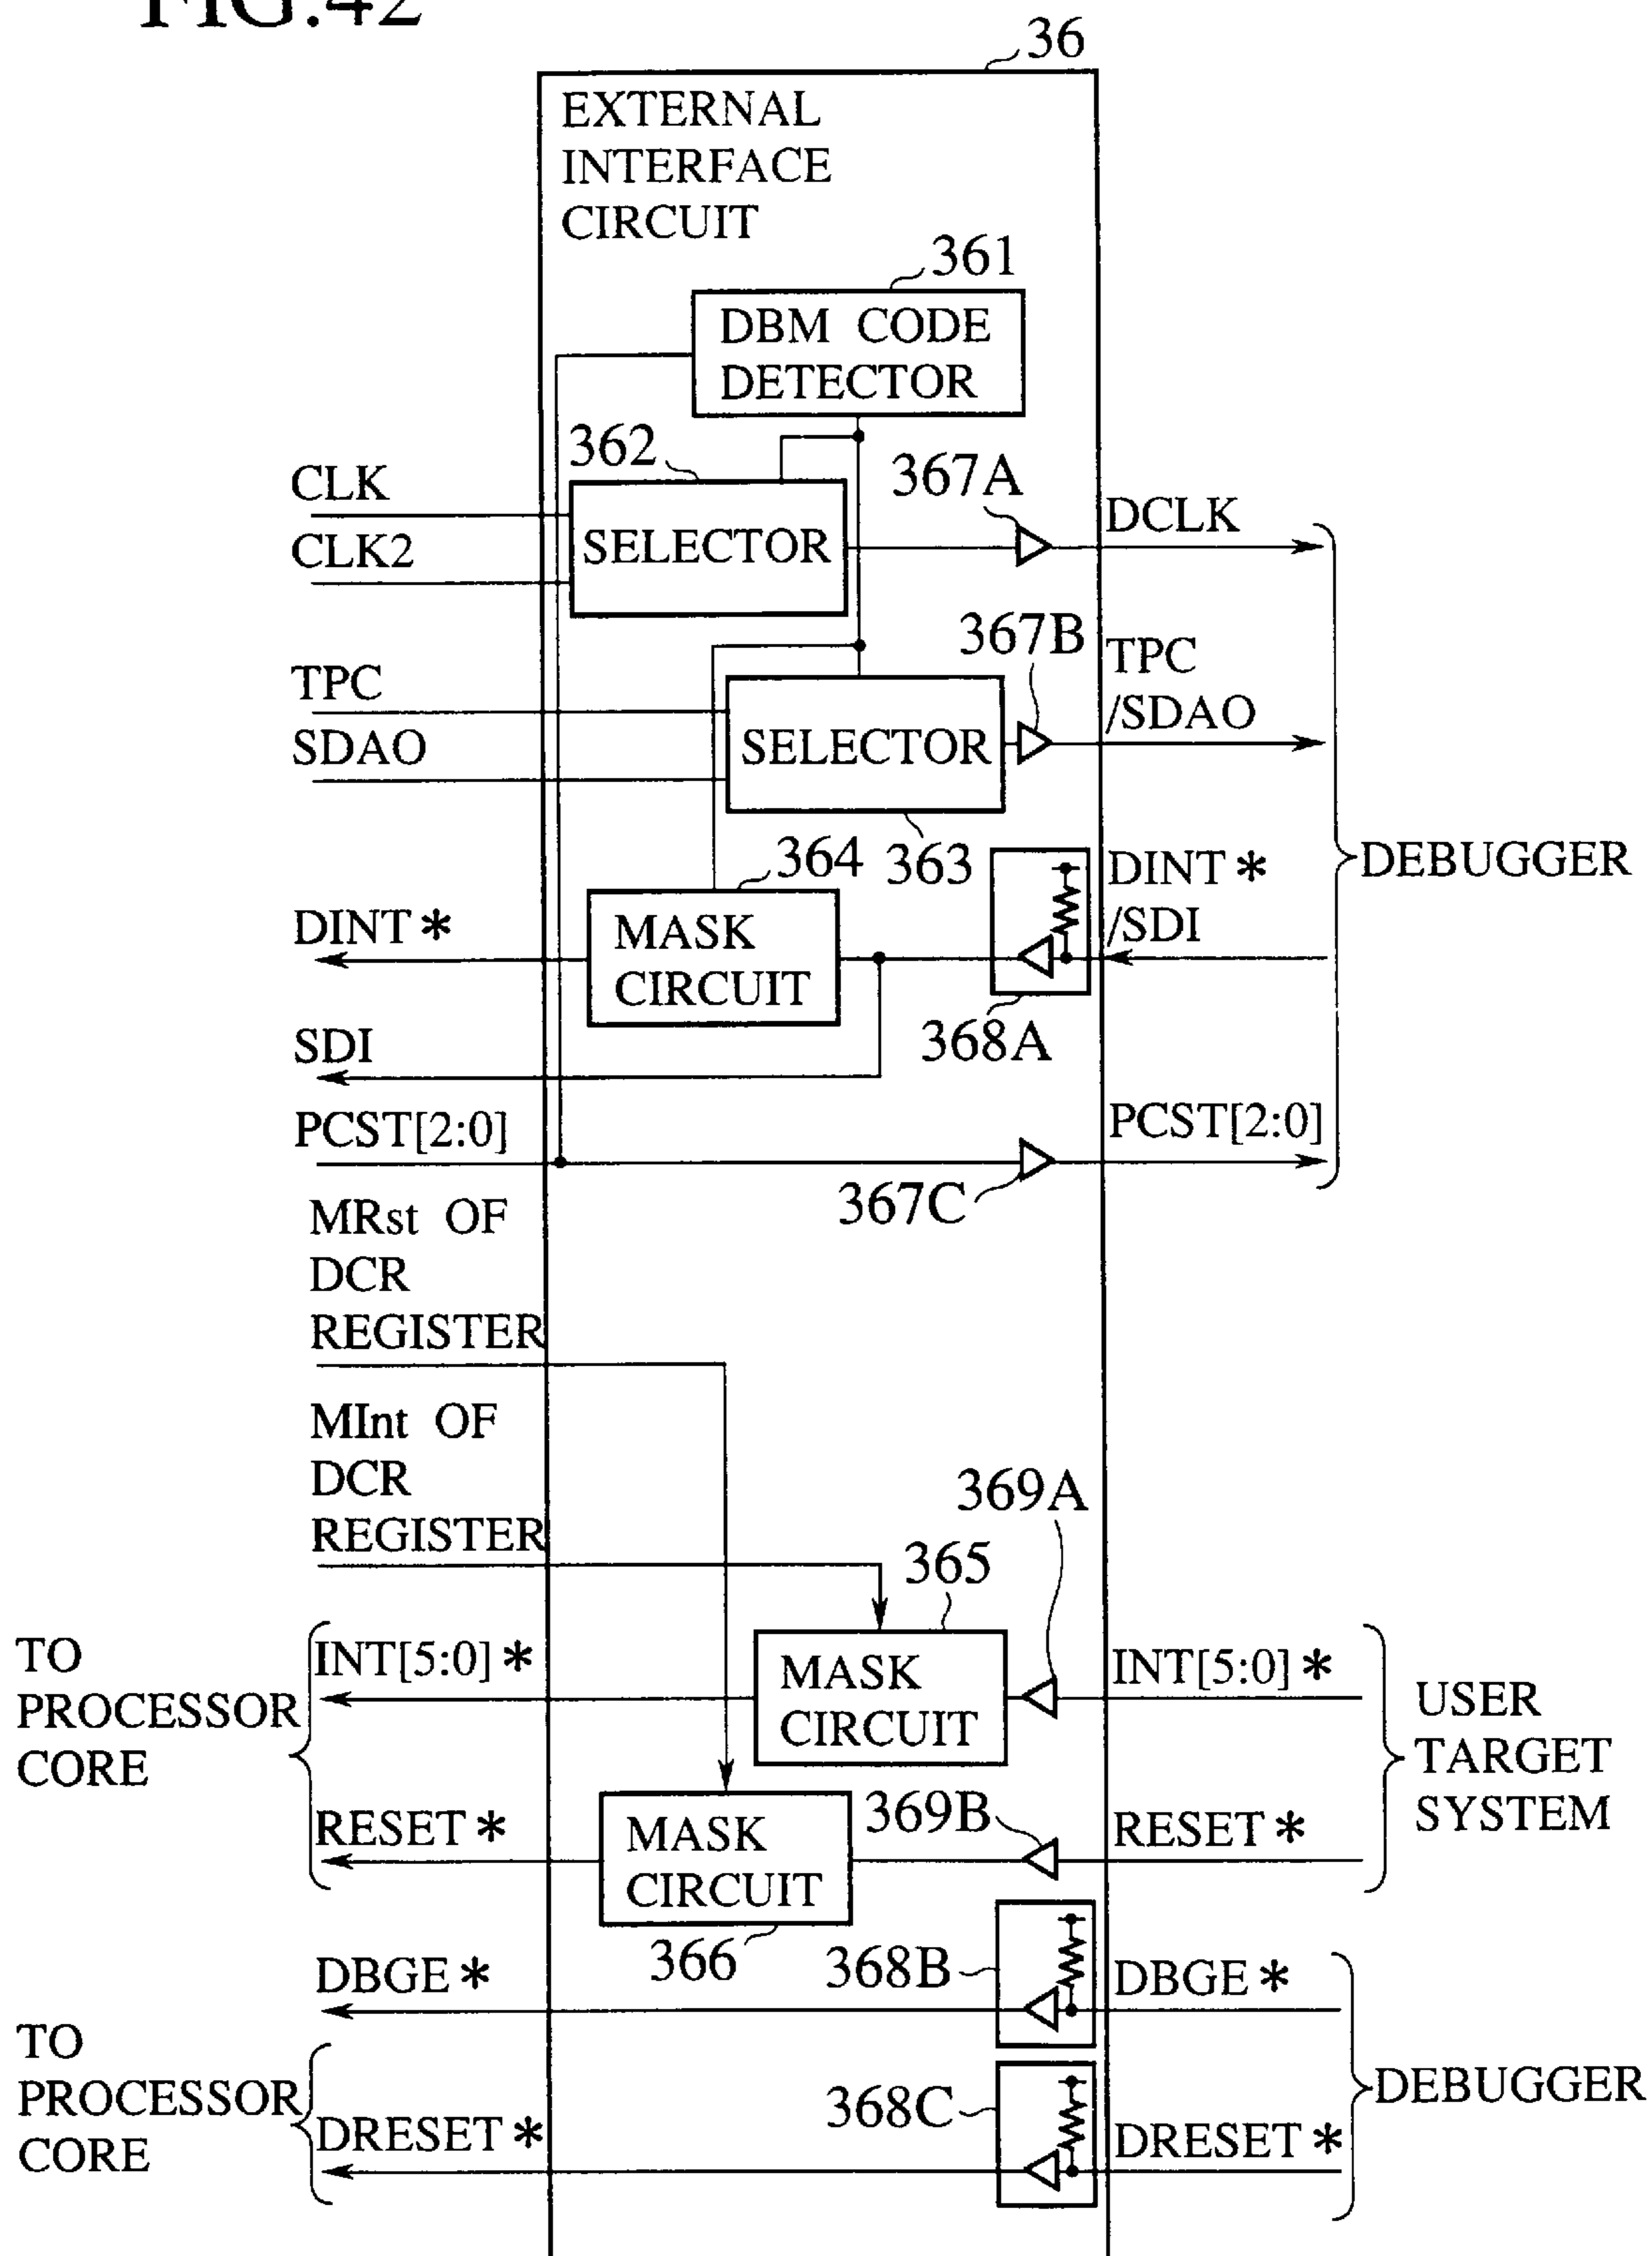 FIG.42
36
EXTERNAL
INTERFACE
CIRCUIT
361
DBM CODE
DETECTOR
362
367A
CLK
CLK2
SELECTOR
DCLK
367B
TPC
SDAO
SELECTOR
TPC
/SDAO
363
364
DEBUGGER
DINT*
MASK
CIRCUIT
DINT*
/SDI
368A
SDI
PCST[2:0]
PCST[2:0]
367C
MRst OF
DCR
REGISTER
MInt OF
DCR
REGISTER
369A
365
TO
PROCESSOR
CORE
INT[5:0]*
MASK
CIRCUIT
INT[5:0]*
USER
TARGET
SYSTEM
RESET*
MASK
CIRCUIT
369B
RESET*
366
DBGE*
368B
DBGE*
TO
PROCESSOR
CORE
DRESET*
368C
DRESET*
DEBUGGER